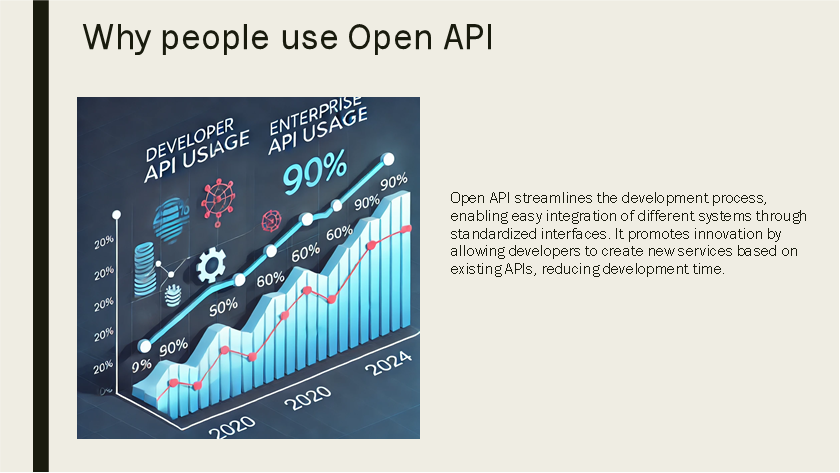 Why people use Open API
DEVELOPER
API USIAGE
ENTERPRISE
API USAGE
90%
90%
90%
60%
60%
60%
50%
9% 90%
20%
20%
20%
20%
20%
0%
2020
2020
2024
Open API streamlines the development process,
enabling easy integration of different systems through
standardized interfaces. It promotes innovation by
allowing developers to create new services based on
existing APIs, reducing development time.